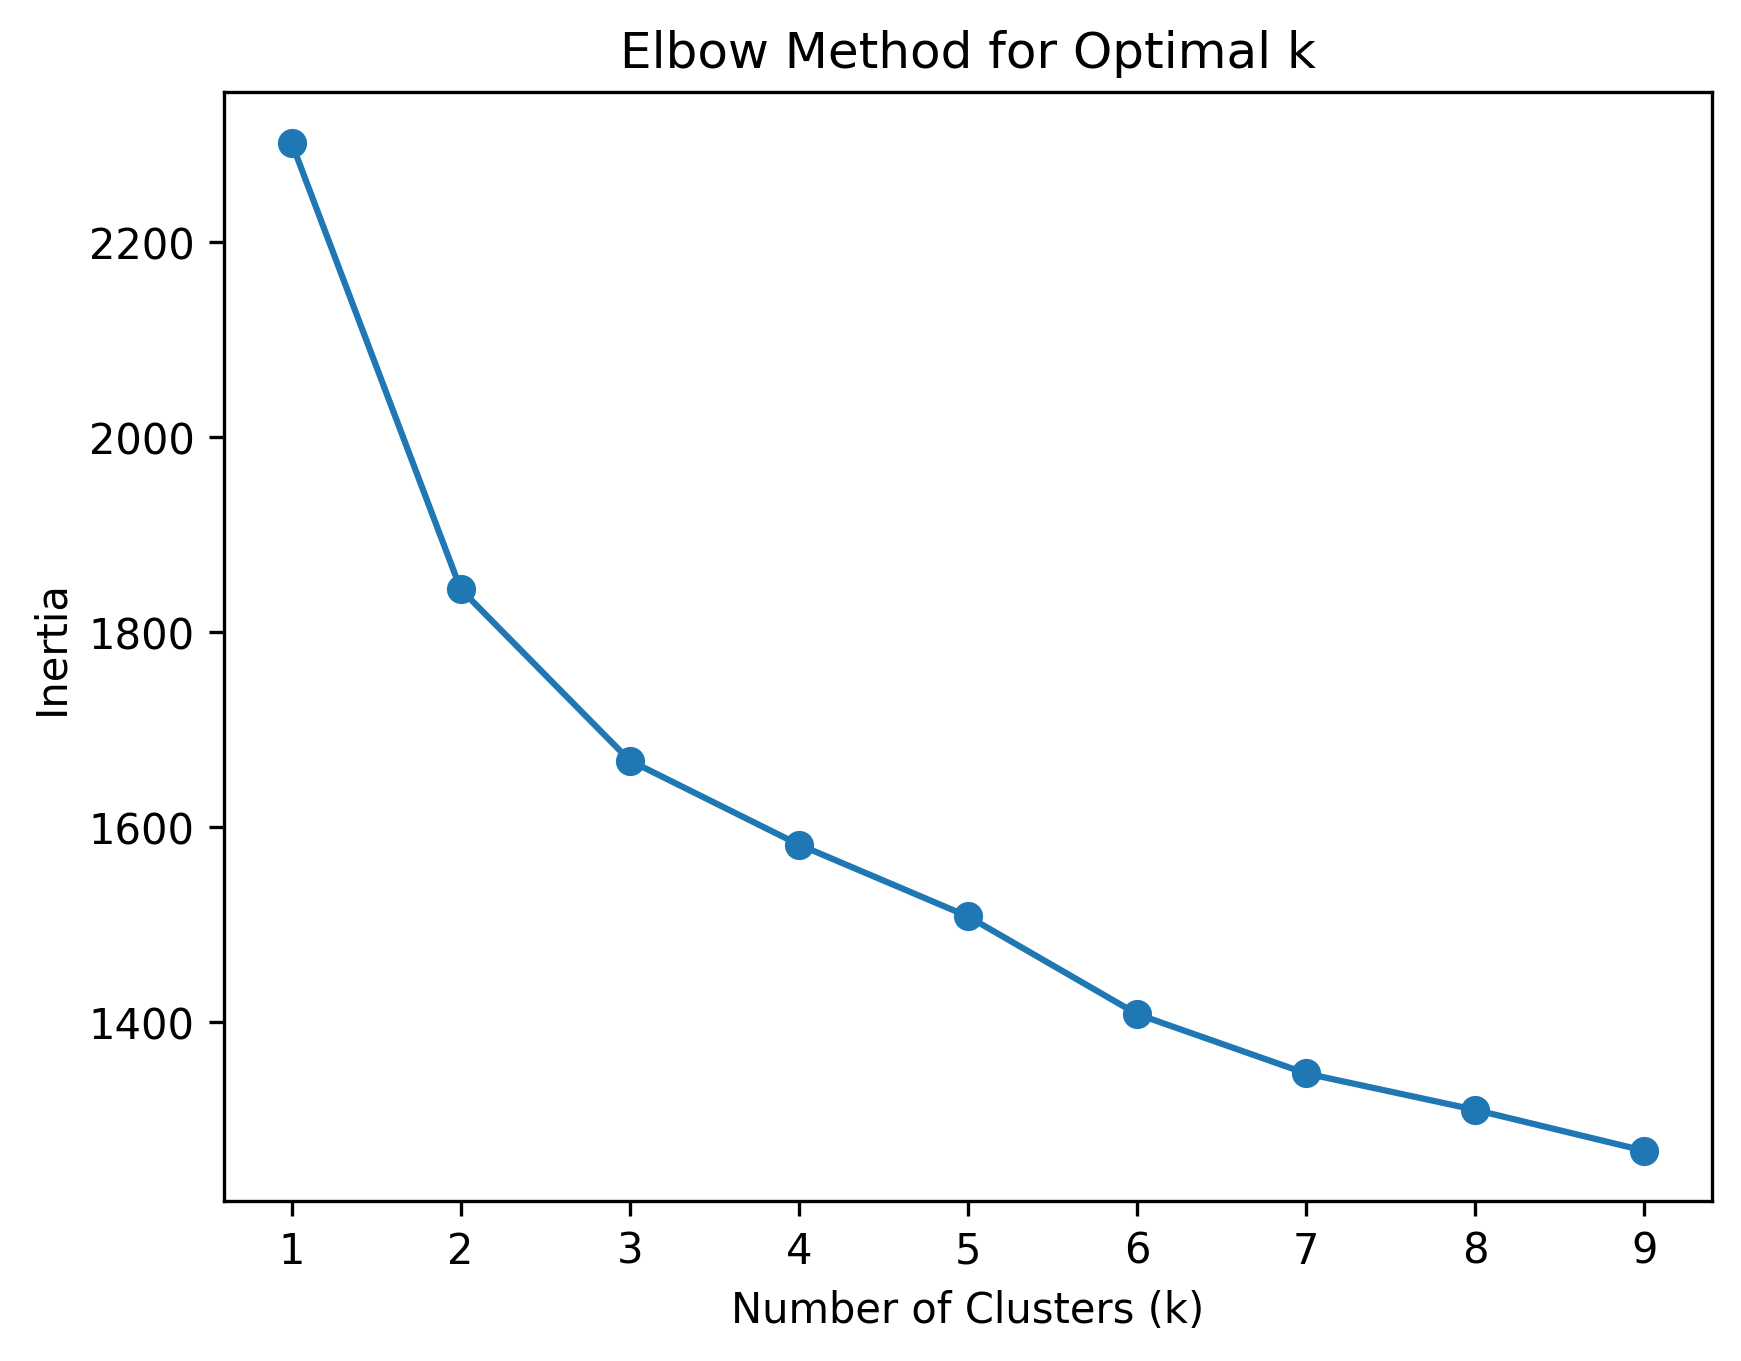 Elbow Method for Optimal k
2200
2000
1800
1600
1400
Inertia
1 2 3 4 5 6 7 8 9
Number of Clusters (k)